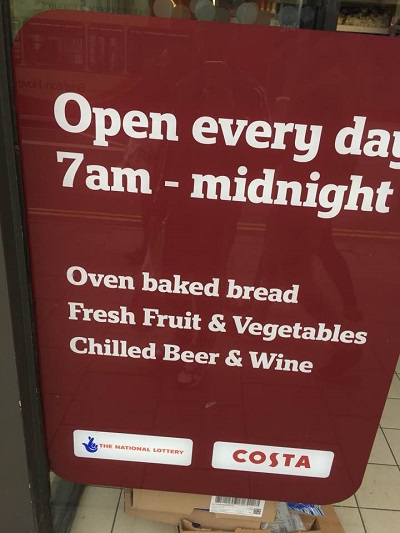 Open every day
7am - midnight
Oven baked bread
Fresh Fruit & Vegetables
Chilled Beer & Wine
THE NATIONAL LOTTERY
COSTA